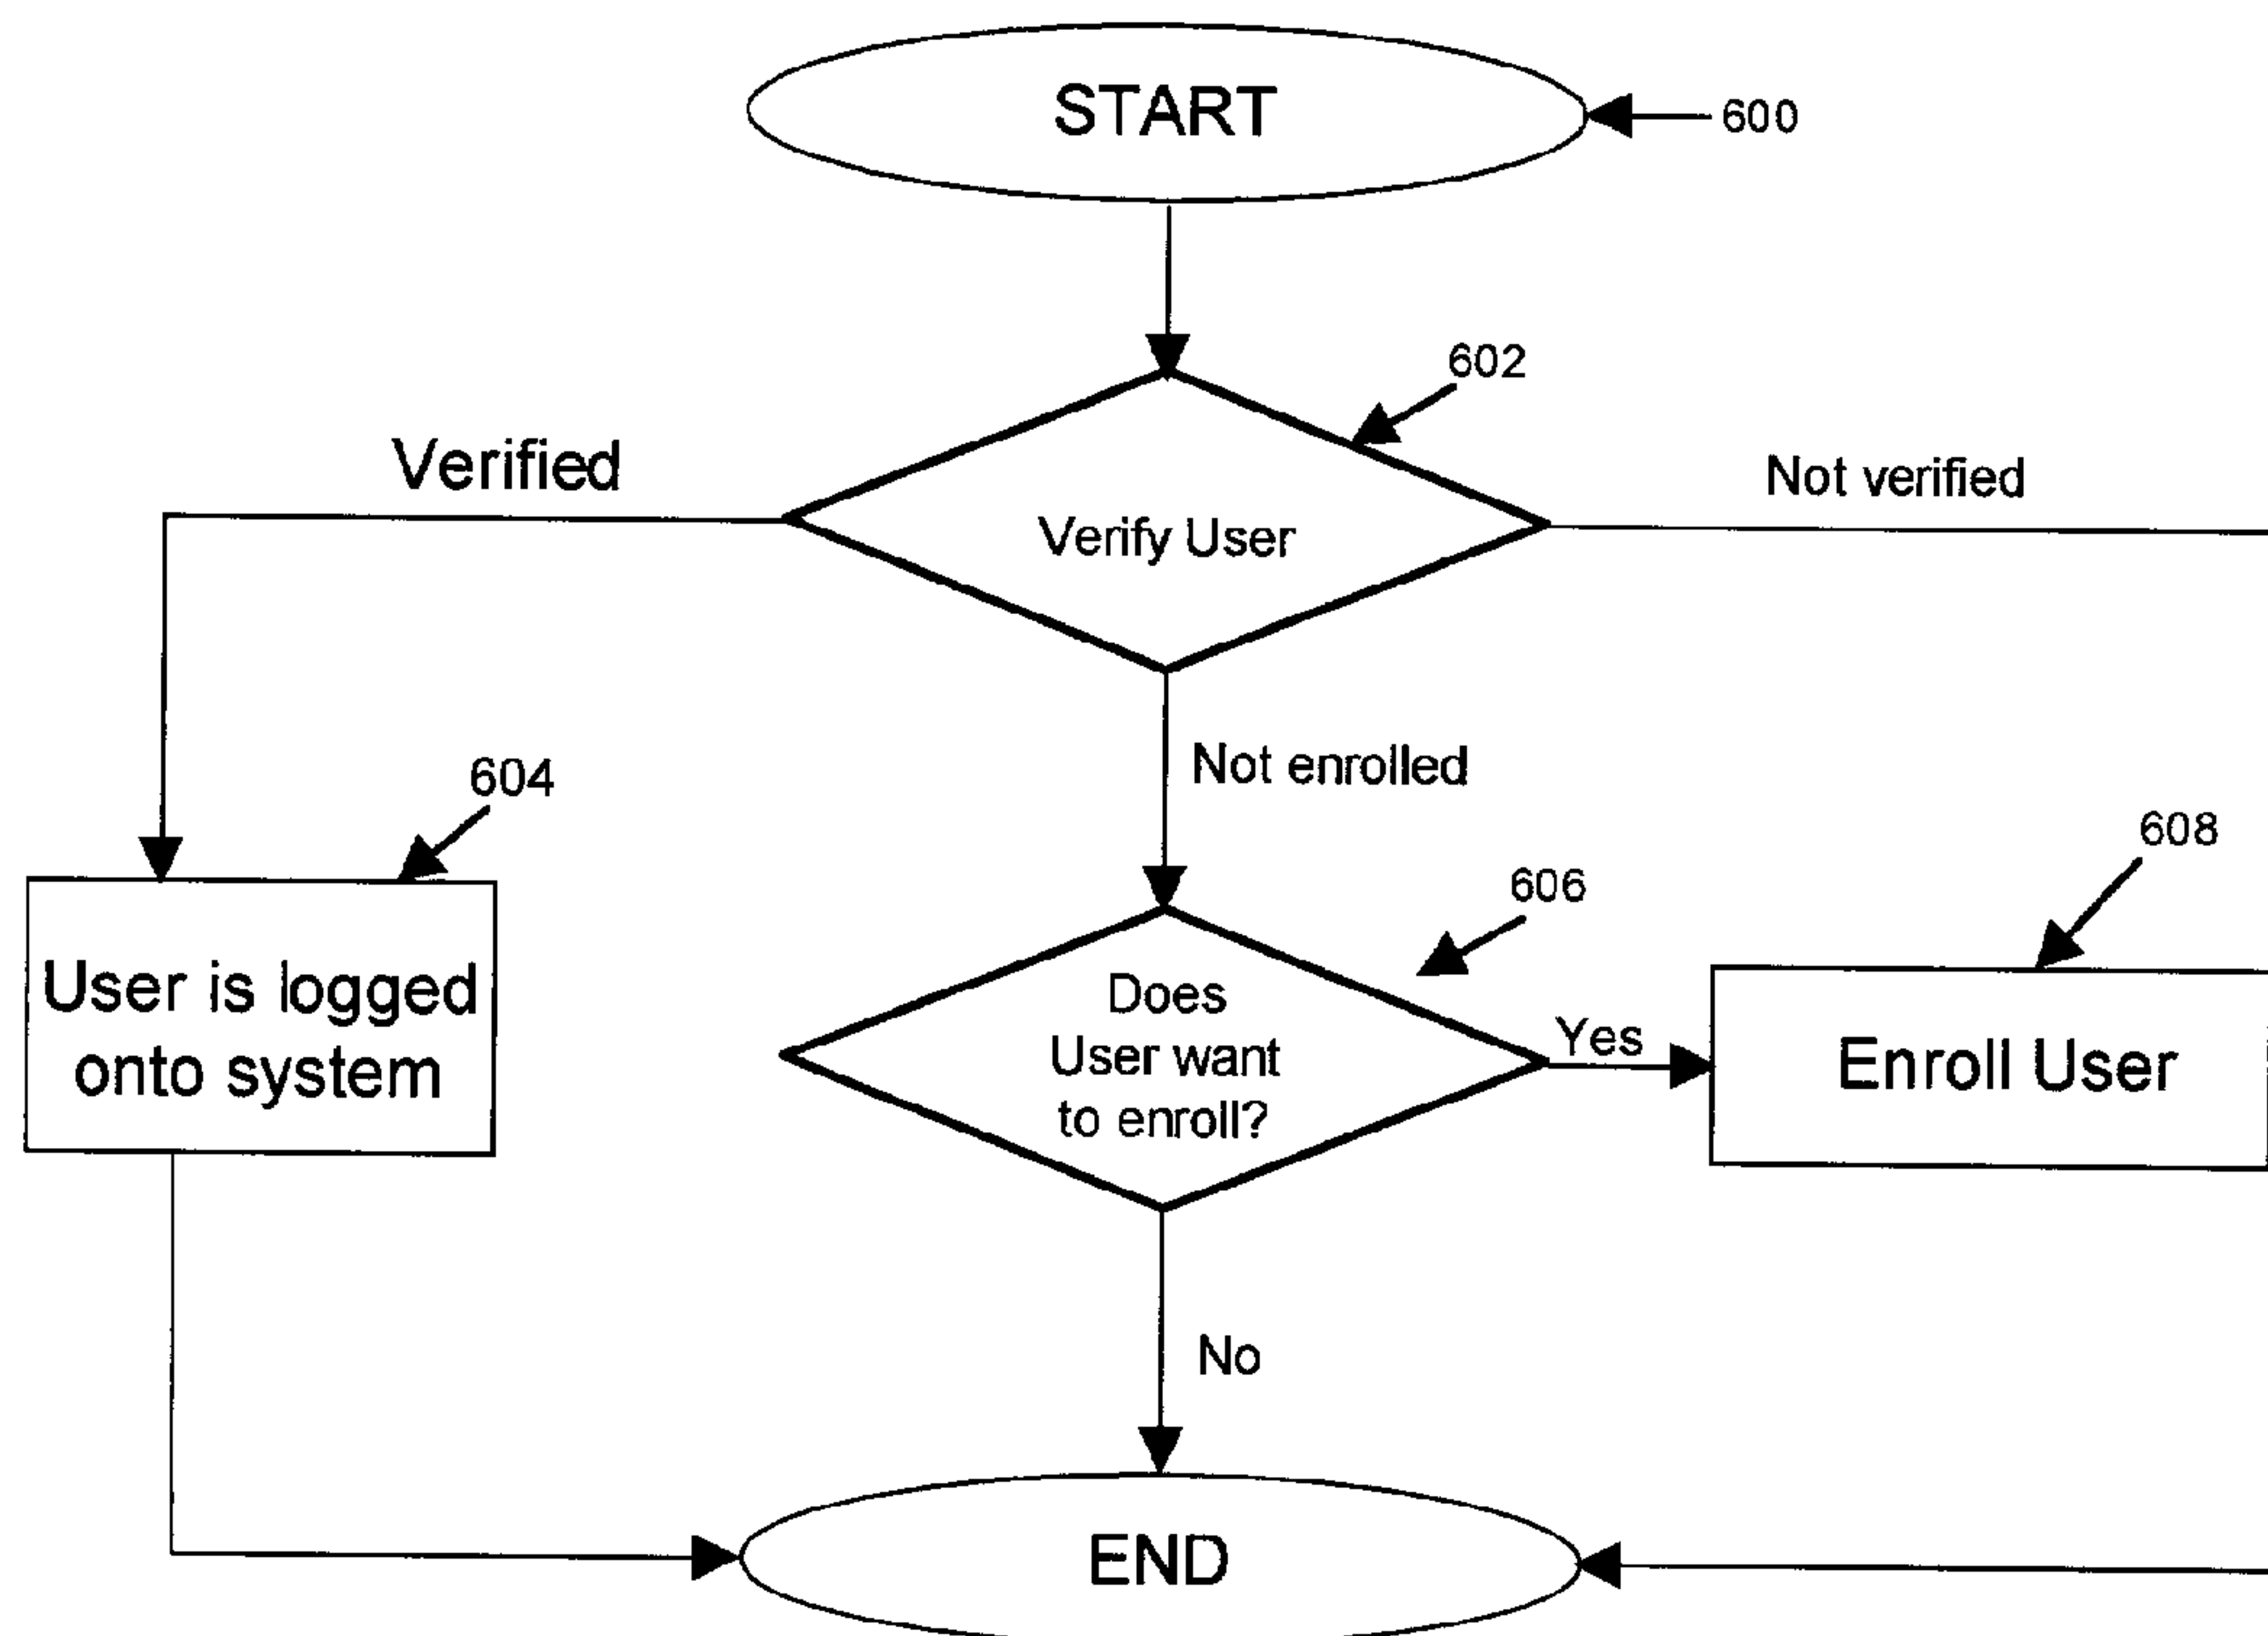 START
600
602
Verified
Not verified
Verify User
Not enrolled
604
608
606
User is logged
onto system
Does
User want
to enroll?
Yes
Enroll User
No
END